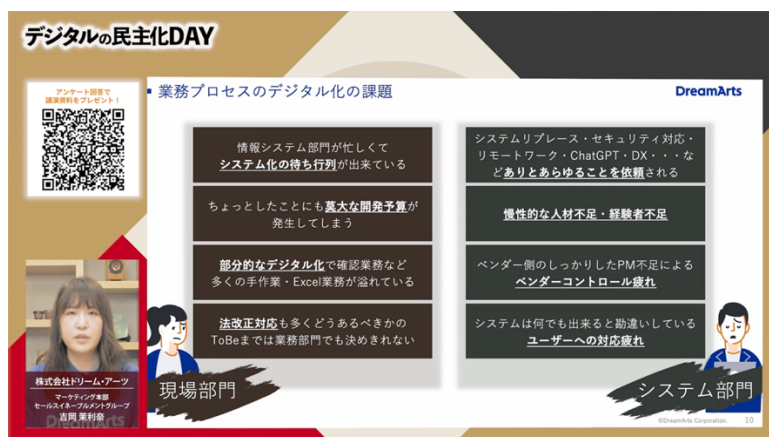 デジタルの民主化DAY
アンケート回答で
講演資料をプレゼント！
業務プロセスのデジタル化の課題
DreamArts
情報システム部門が忙しくて
システム化の待ち行列が出来ている
ちょっとしたことにも莫大な開発予算が
発生してしまう
部分的なデジタル化で確認業務など
多くの手作業・Excel業務が溢れている
法改正対応も多くどうあるべきかの
ToBeまでは業務部門でも決めきれない
現場部門
システムリプレース・セキュリティ対応・
リモートワーク・ChatGPT・DX・・・な
どありとあらゆることを依頼される
慢性的な人材不足・経験者不足
ベンダー側のしっかりしたPM不足による
ベンダーコントロール疲れ
システムは何でも出来ると勘違いしている
ユーザーへの対応疲れ
システム部門
株式会社ドリーム・アーツ
マーケティング本部
セールスイネーブルメントグループ
吉岡 茉莉奈
DreamArts
©DreamArts Corporation.
10